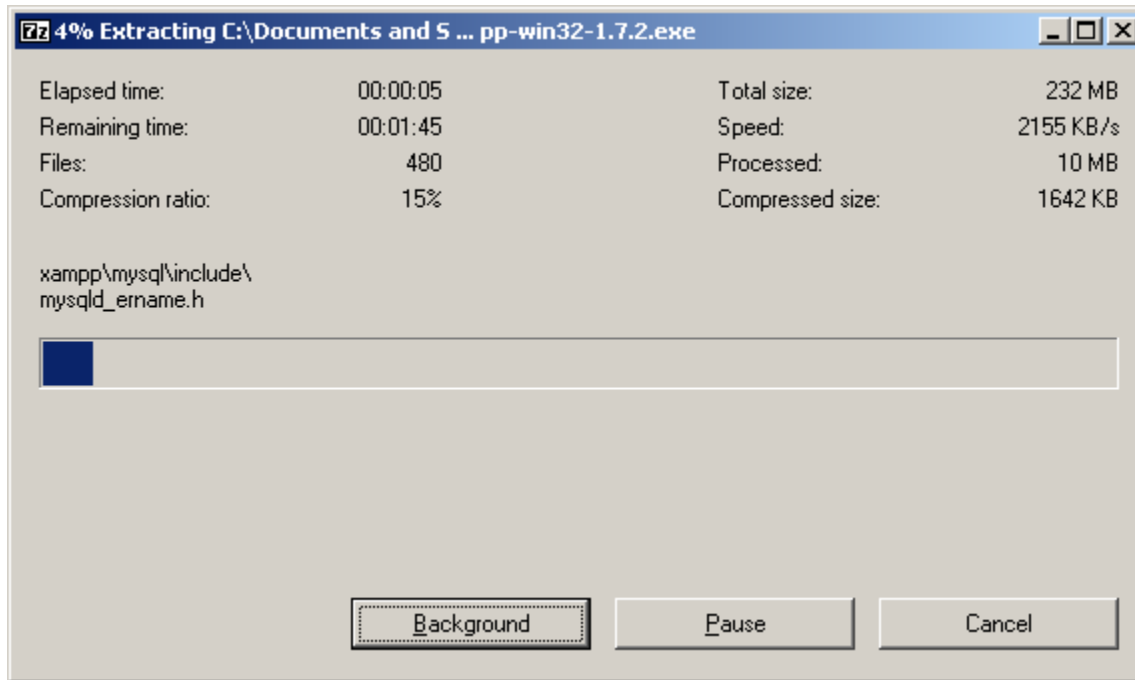 7z 4% Extracting C:\Documents and S ... pp-win32-1.7.2.exe
Elapsed time: 00:00:05 Total size: 232 MB
Remaining time: 00:01:45 Speed: 2155 KB/s
Files: 480 Processed: 10 MB
Compression ratio: 15% Compressed size: 1642 KB
xampp\mysql\include\
mysqld_ername.h
Background Pause Cancel